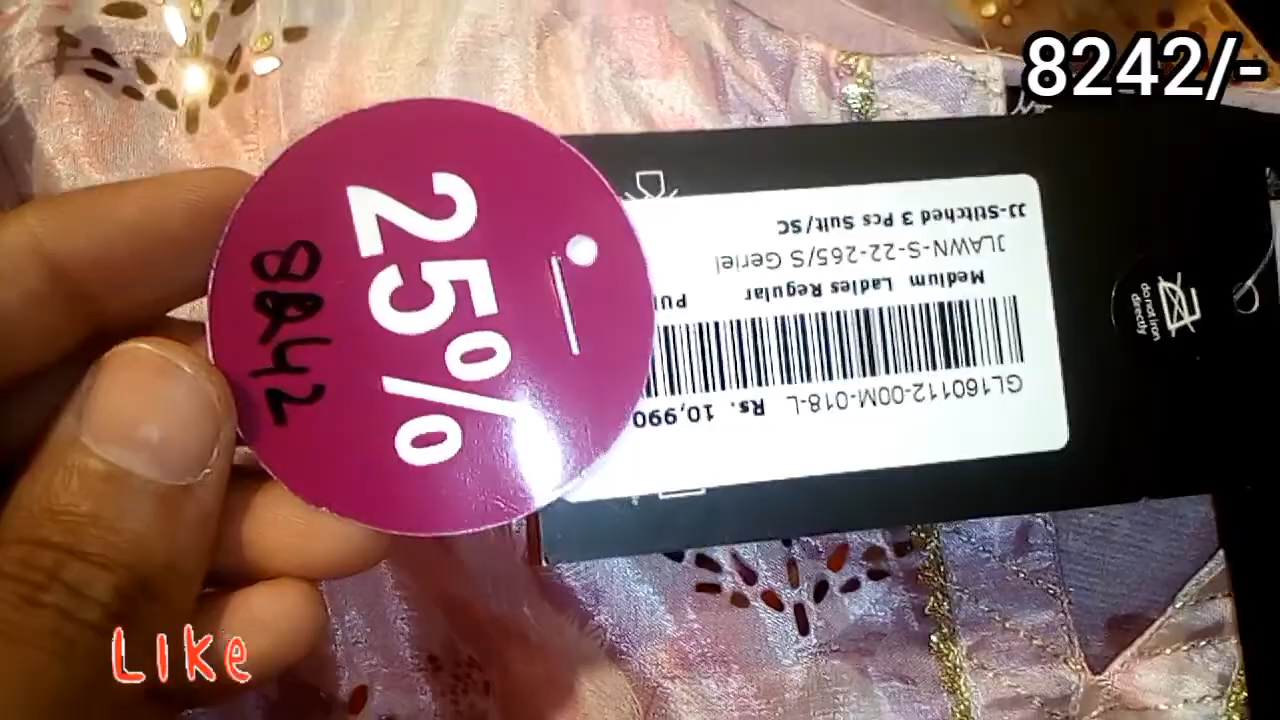 8242/-
25%
8242
JJ-Stitched 3 Pcs Suit/SC
JLAWN-S-22-265/S Geriel
Medium Ladies Regular
GL160112-00M-018-L
Rs. 10,990
do not iron
directly
Like